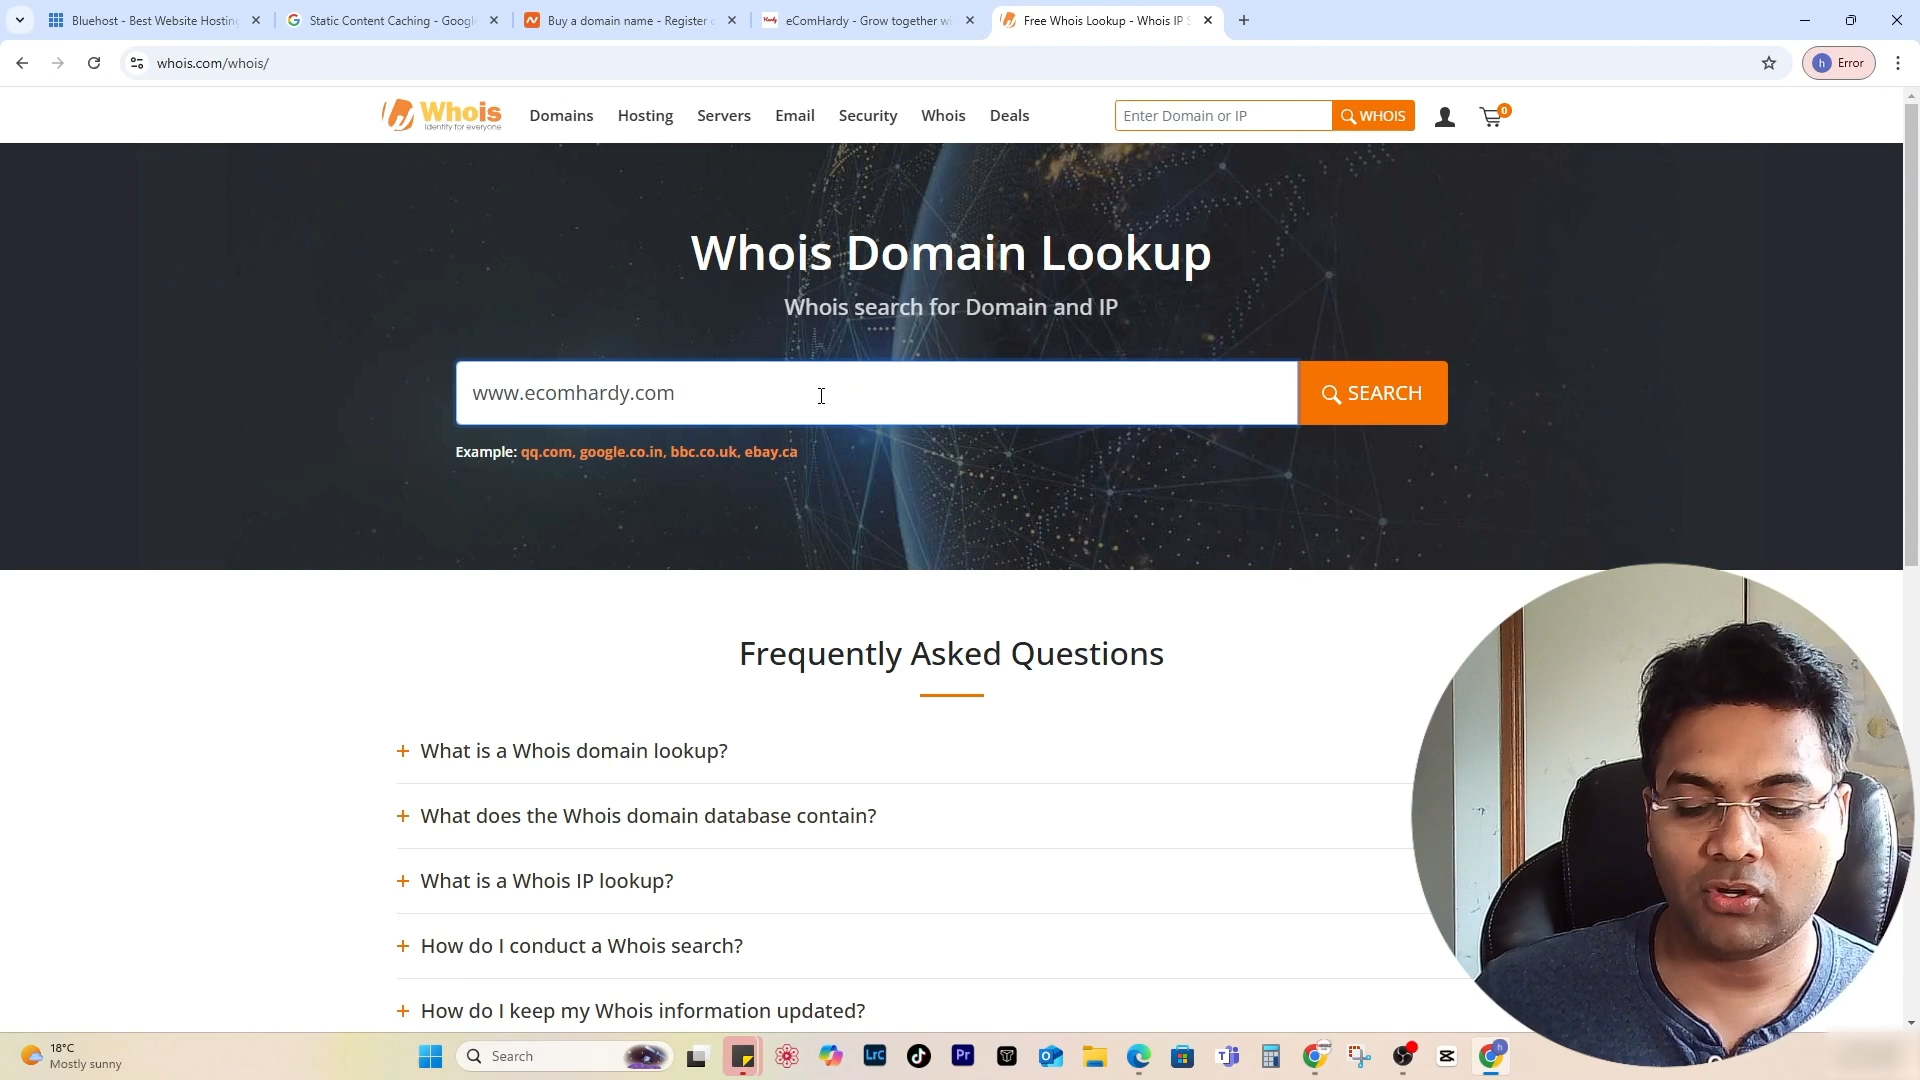 Bluehost - Best Website Hosting
Static Content Caching - Google
Buy a domain name - Register
eComHardy - Grow together w
Free Whois Lookup - Whois IP S
whois.com/whois/
h Error
Whois
Identity for everyone
Domains Hosting Servers Email Security Whois Deals
Enter Domain or IP
WHOIS
0
Whois Domain Lookup
Whois search for Domain and IP
www.ecomhardy.com
SEARCH
Example: qq.com, google.co.in, bbc.co.uk, ebay.ca
Frequently Asked Questions
+ What is a Whois domain lookup?
+ What does the Whois domain database contain?
+ What is a Whois IP lookup?
+ How do I conduct a Whois search?
+ How do I keep my Whois information updated?
18°C
Mostly sunny
Search
LrC
Pr